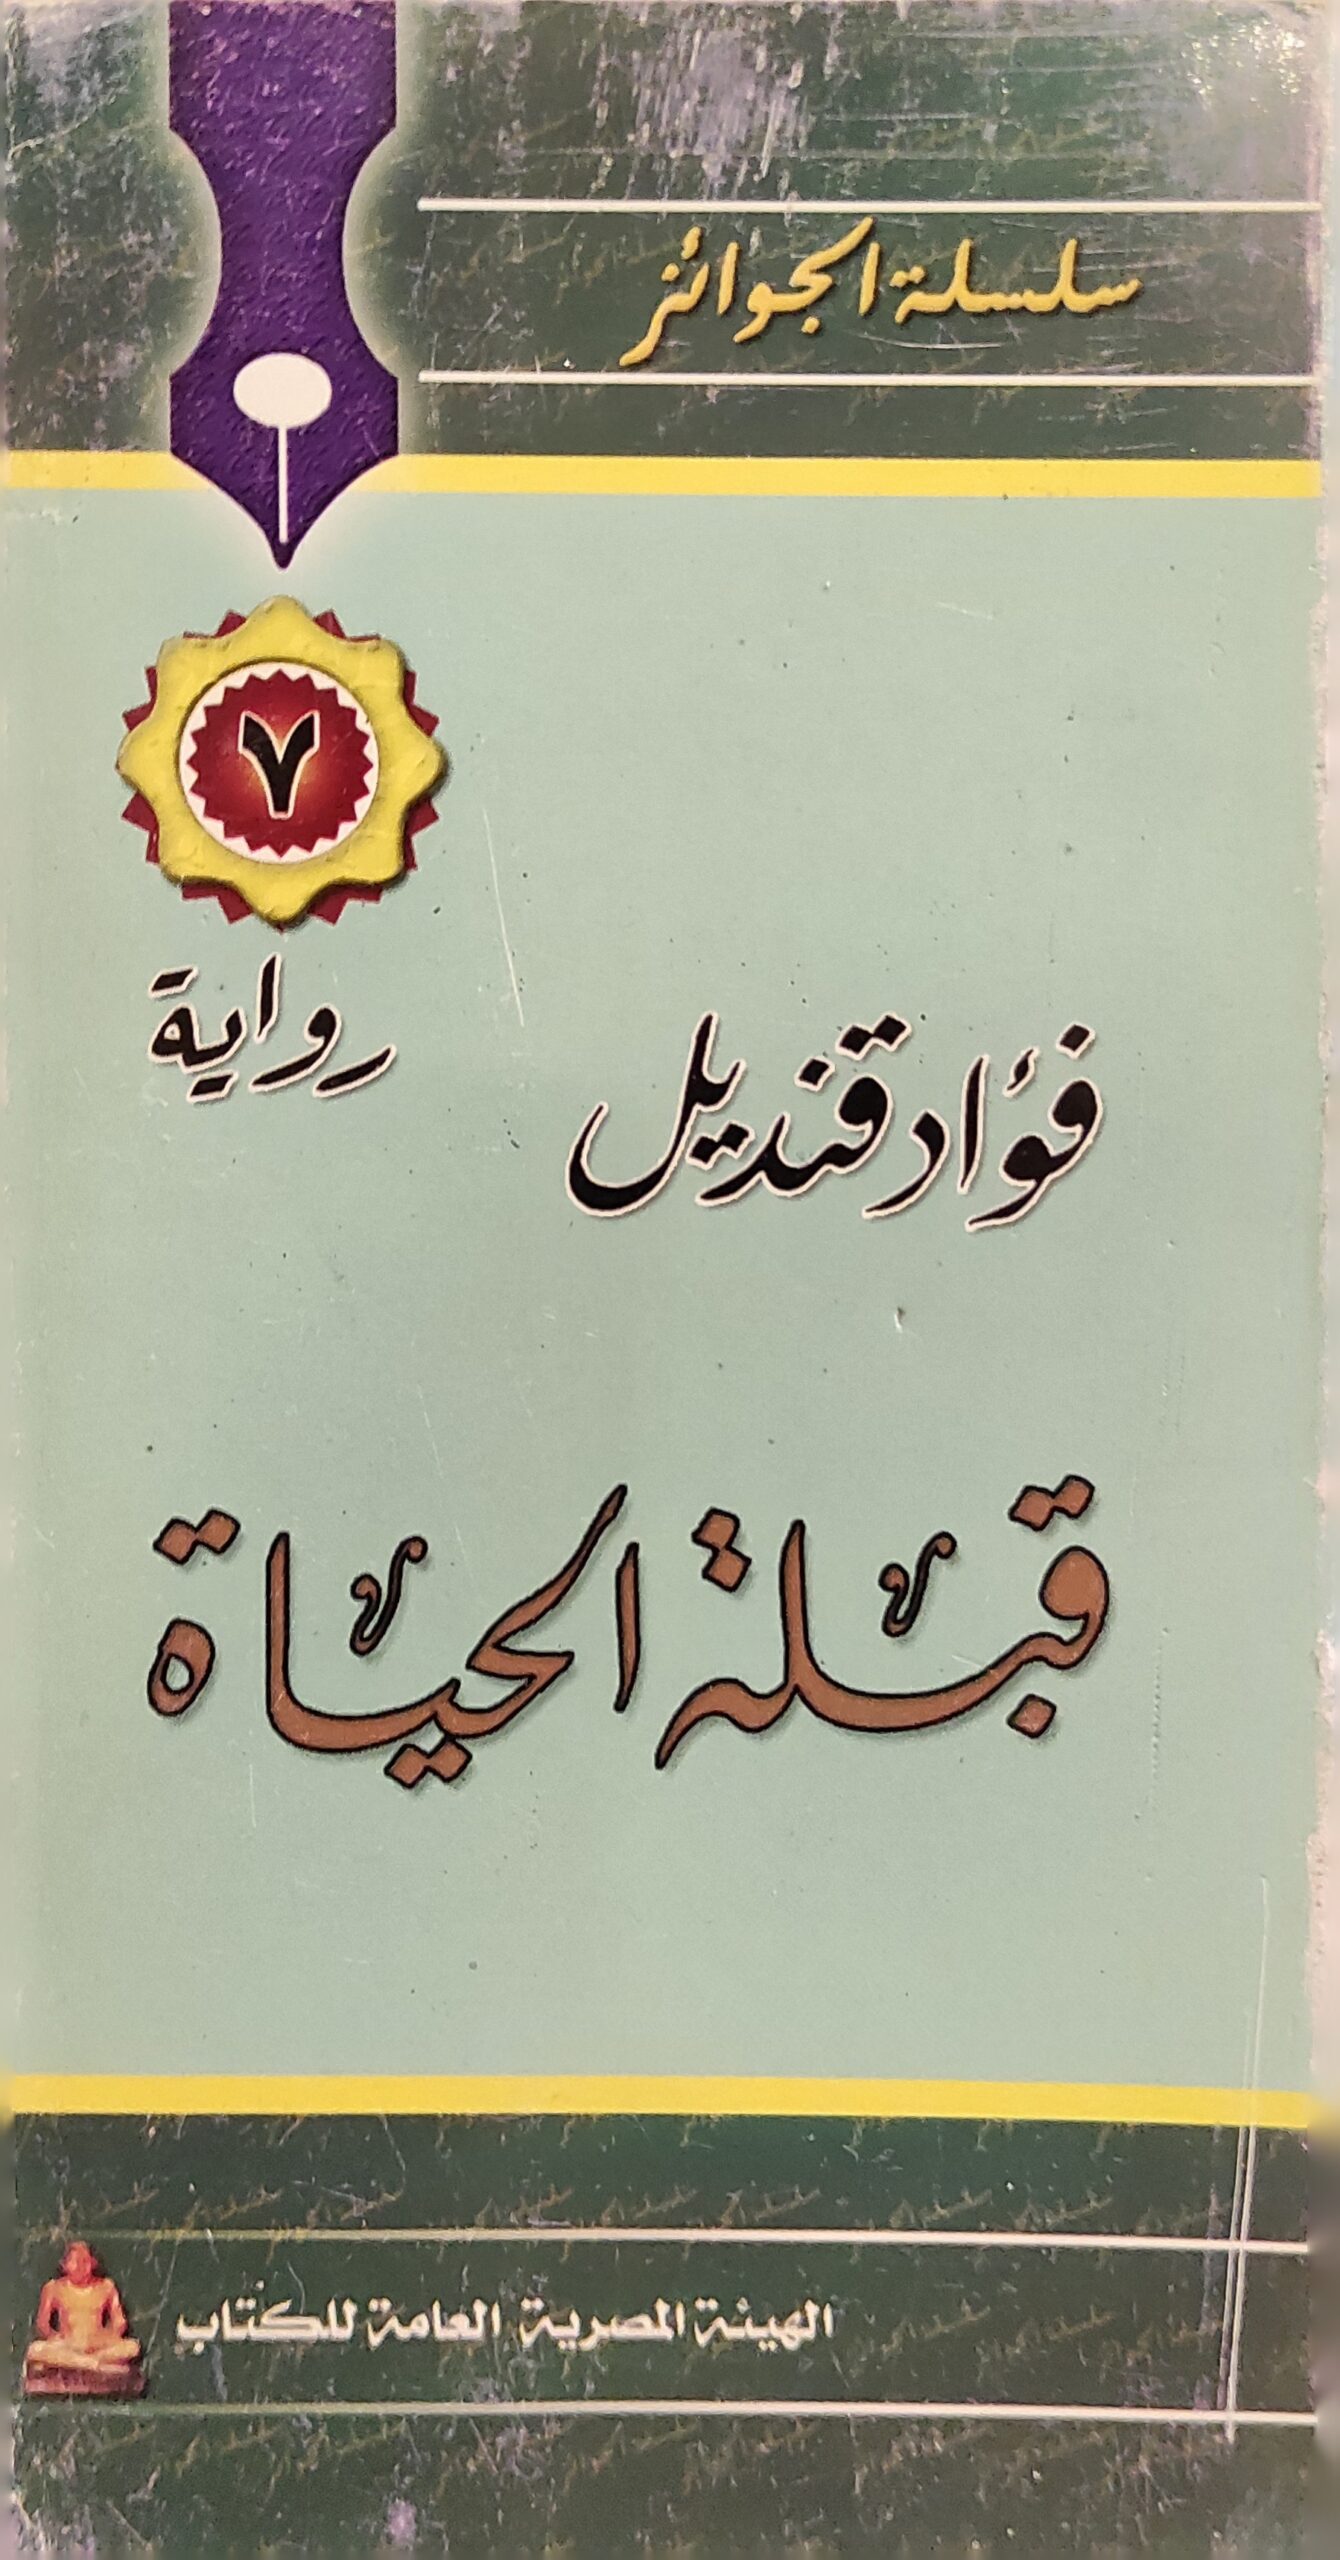 سلسلة الجوائز
٧
رواية
فؤاد قنديل
قبلة الحياة
الهيئة المصرية العامة للكتاب